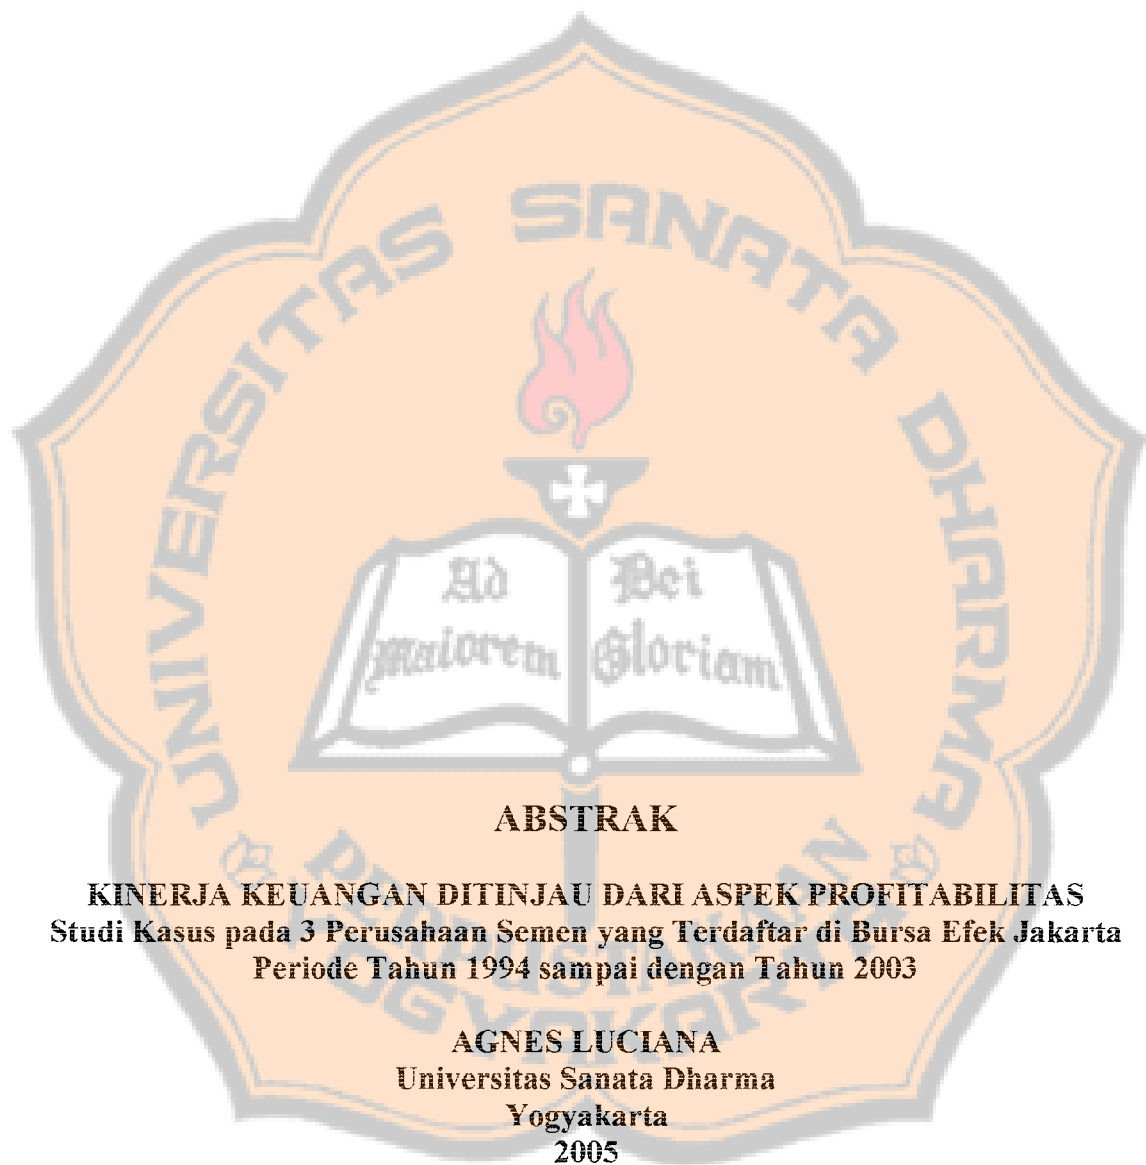 UNIVERSITAS SANATA DHARMA
Ad Dei
maiorem Gloriam
PERPUSTAKAAN
YOGYAKARTA
ABSTRAK
KINERJA KEUANGAN DITINJAU DARI ASPEK PROFITABILITAS
Studi Kasus pada 3 Perusahaan Semen yang Terdaftar di Bursa Efek Jakarta
Periode Tahun 1994 sampai dengan Tahun 2003
AGNES LUCIANA
Universitas Sanata Dharma
Yogyakarta
2005